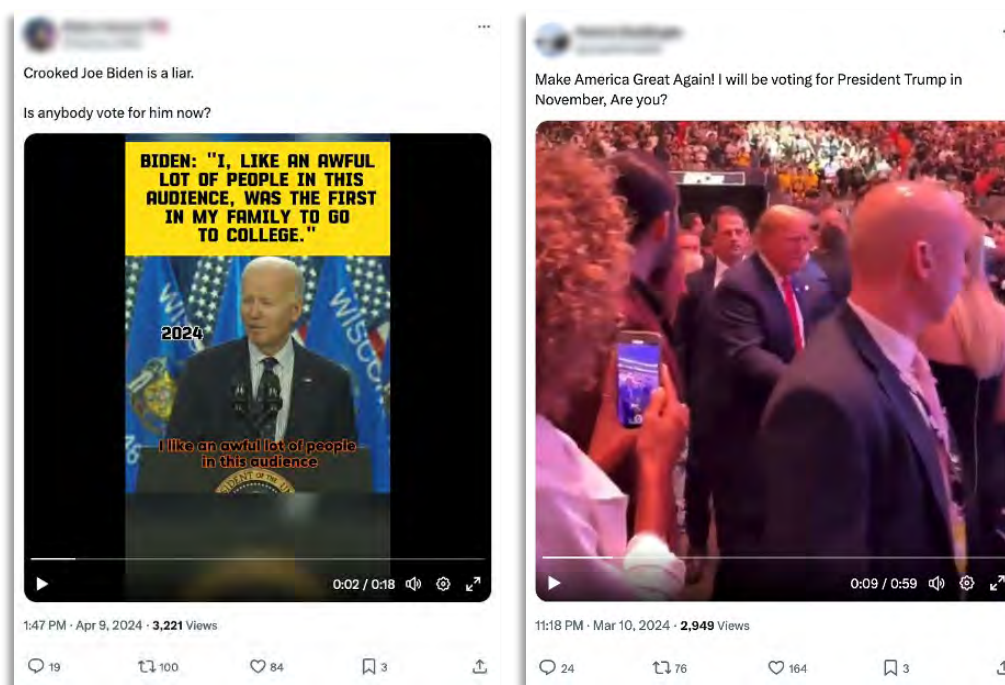 Crooked Joe Biden is a liar.
Is anybody vote for him now?
BIDEN: "I, LIKE AN AWFUL
LOT OF PEOPLE IN THIS
AUDIENCE, WAS THE FIRST
IN MY FAMILY TO GO
TO COLLEGE."
WISCO
2024
I like an awful lot of people
in this audience
0:02 / 0:18
1:47 PM · Apr 9, 2024 · 3,221 Views
19 100 84 3
Make America Great Again! I will be voting for President Trump in
November, Are you?
0:09 / 0:59
11:18 PM · Mar 10, 2024 · 2,949 Views
24 76 164 3